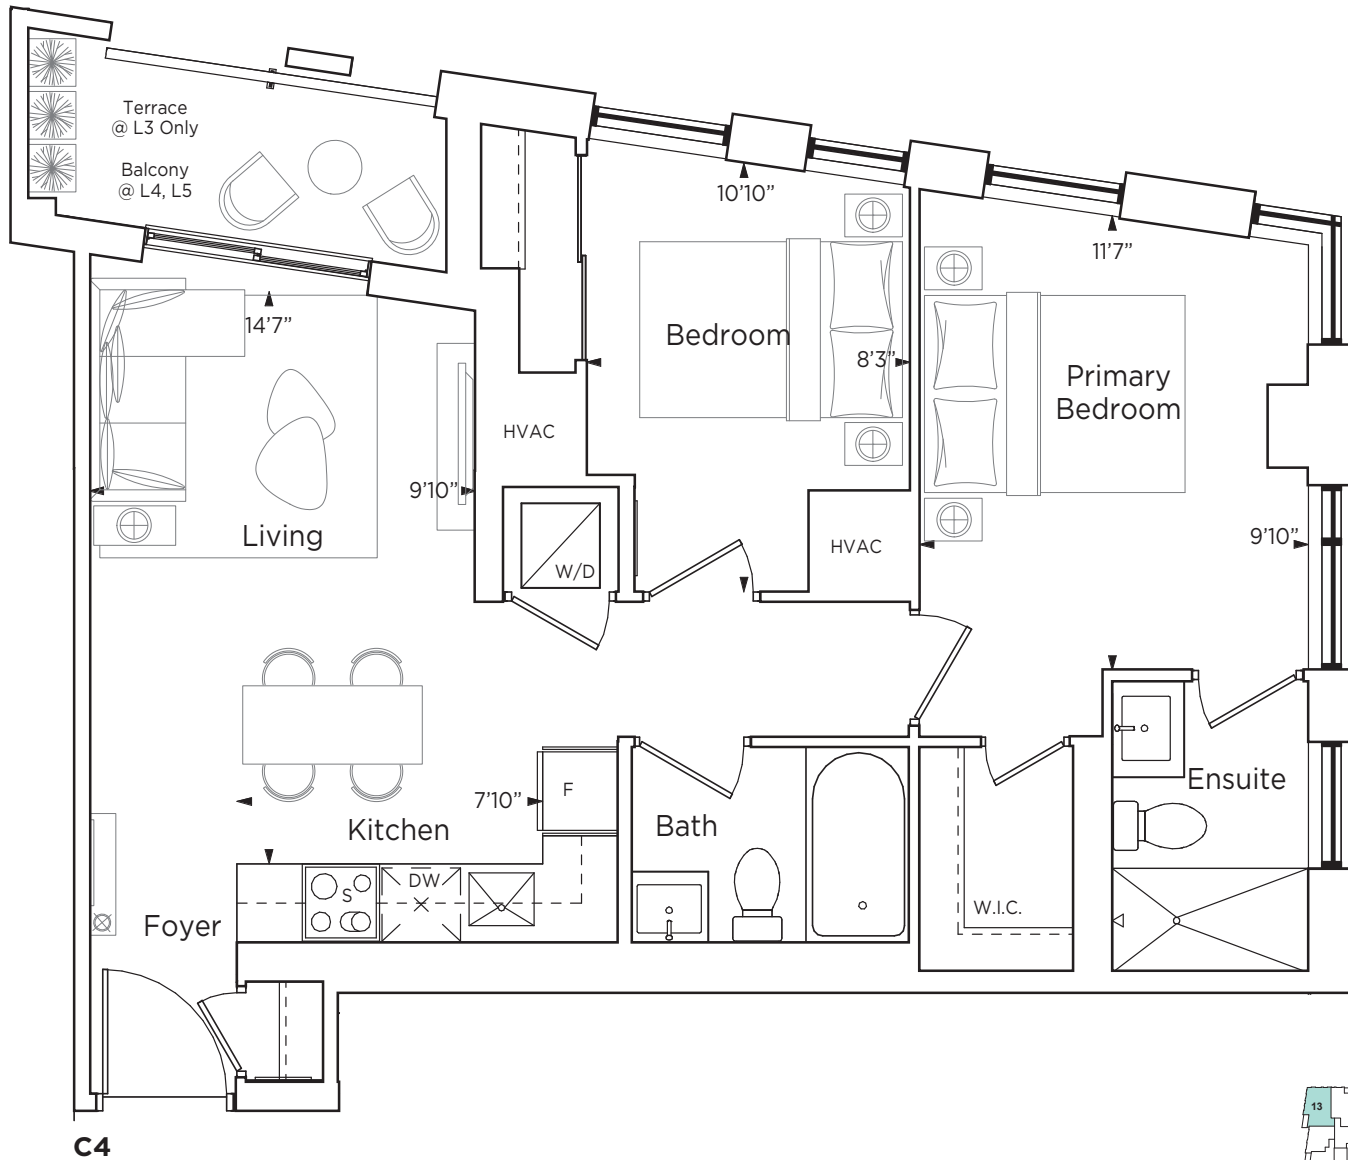 Terrace
@ L3 Only
Balcony
@ L4, L5
10'10"
11'7"
14'7"
Bedroom
8'3"
Primary
Bedroom
HVAC
9'10"
Living
HVAC
9'10"
W/D
7'10"
F
Kitchen
Bath
Ensuite
S
DW
W.I.C.
Foyer
13
C4